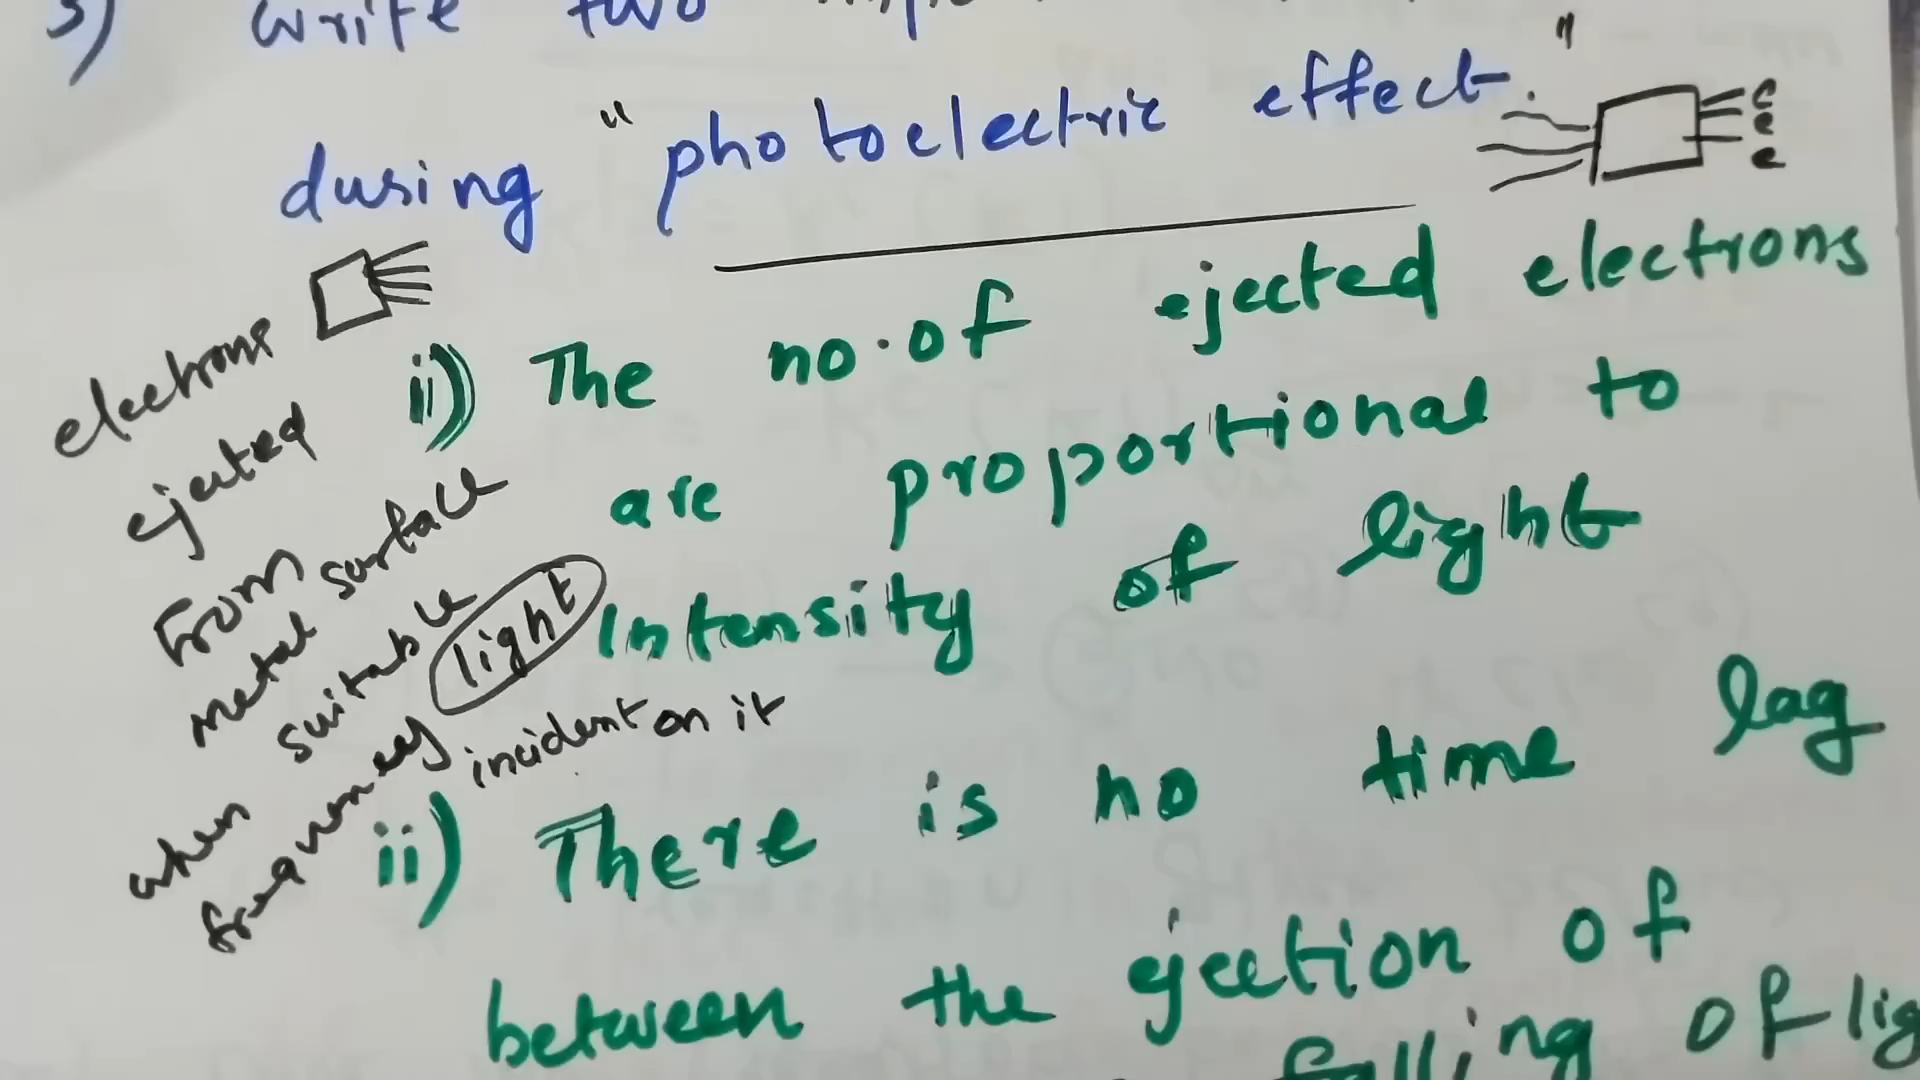 3) write two
during "photoelectric effect."
e
e
e
i) The no. of ejected electrons
are proportional to
Intensity of light
electrons
ejected
from
metal surface
when suitable
frequency light
incident on it
ii) There is no time lag
between the ejection of
falling of lig